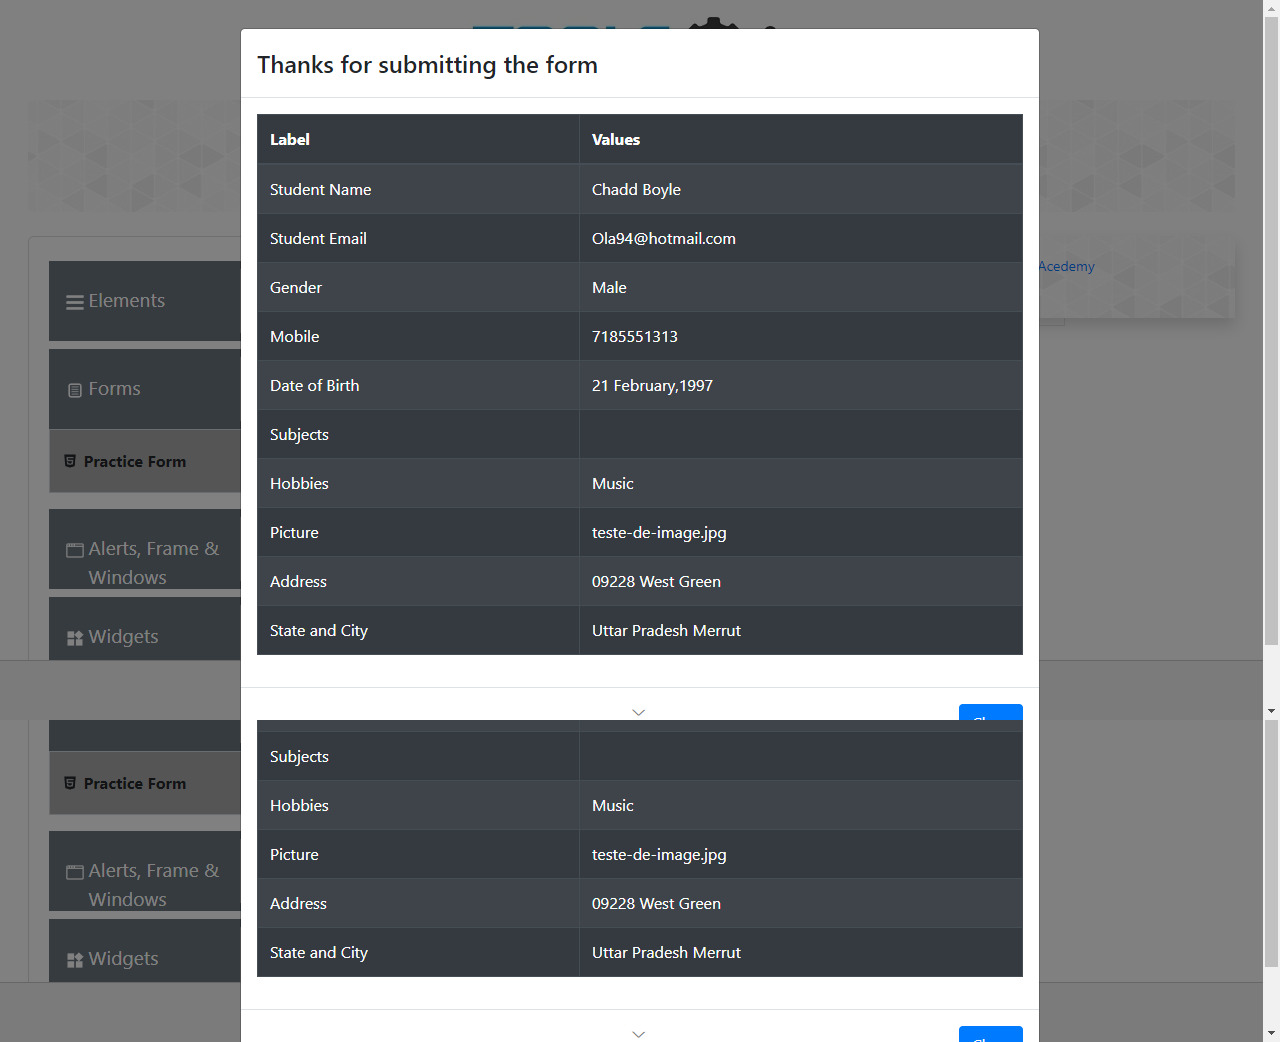 Thanks for submitting the form
Label Values
Student Name Chadd Boyle
Student Email Ola94@hotmail.com
Acedemy
Gender Male
Elements
Mobile 7185551313
Date of Birth 21 February,1997
Forms
Subjects
Practice Form
Hobbies Music
Picture teste-de-image.jpg
Alerts, Frame &
Windows
Address 09228 West Green
State and City Uttar Pradesh Merrut
Widgets
Subjects
Practice Form
Hobbies Music
Picture teste-de-image.jpg
Alerts, Frame &
Windows
Address 09228 West Green
State and City Uttar Pradesh Merrut
Widgets